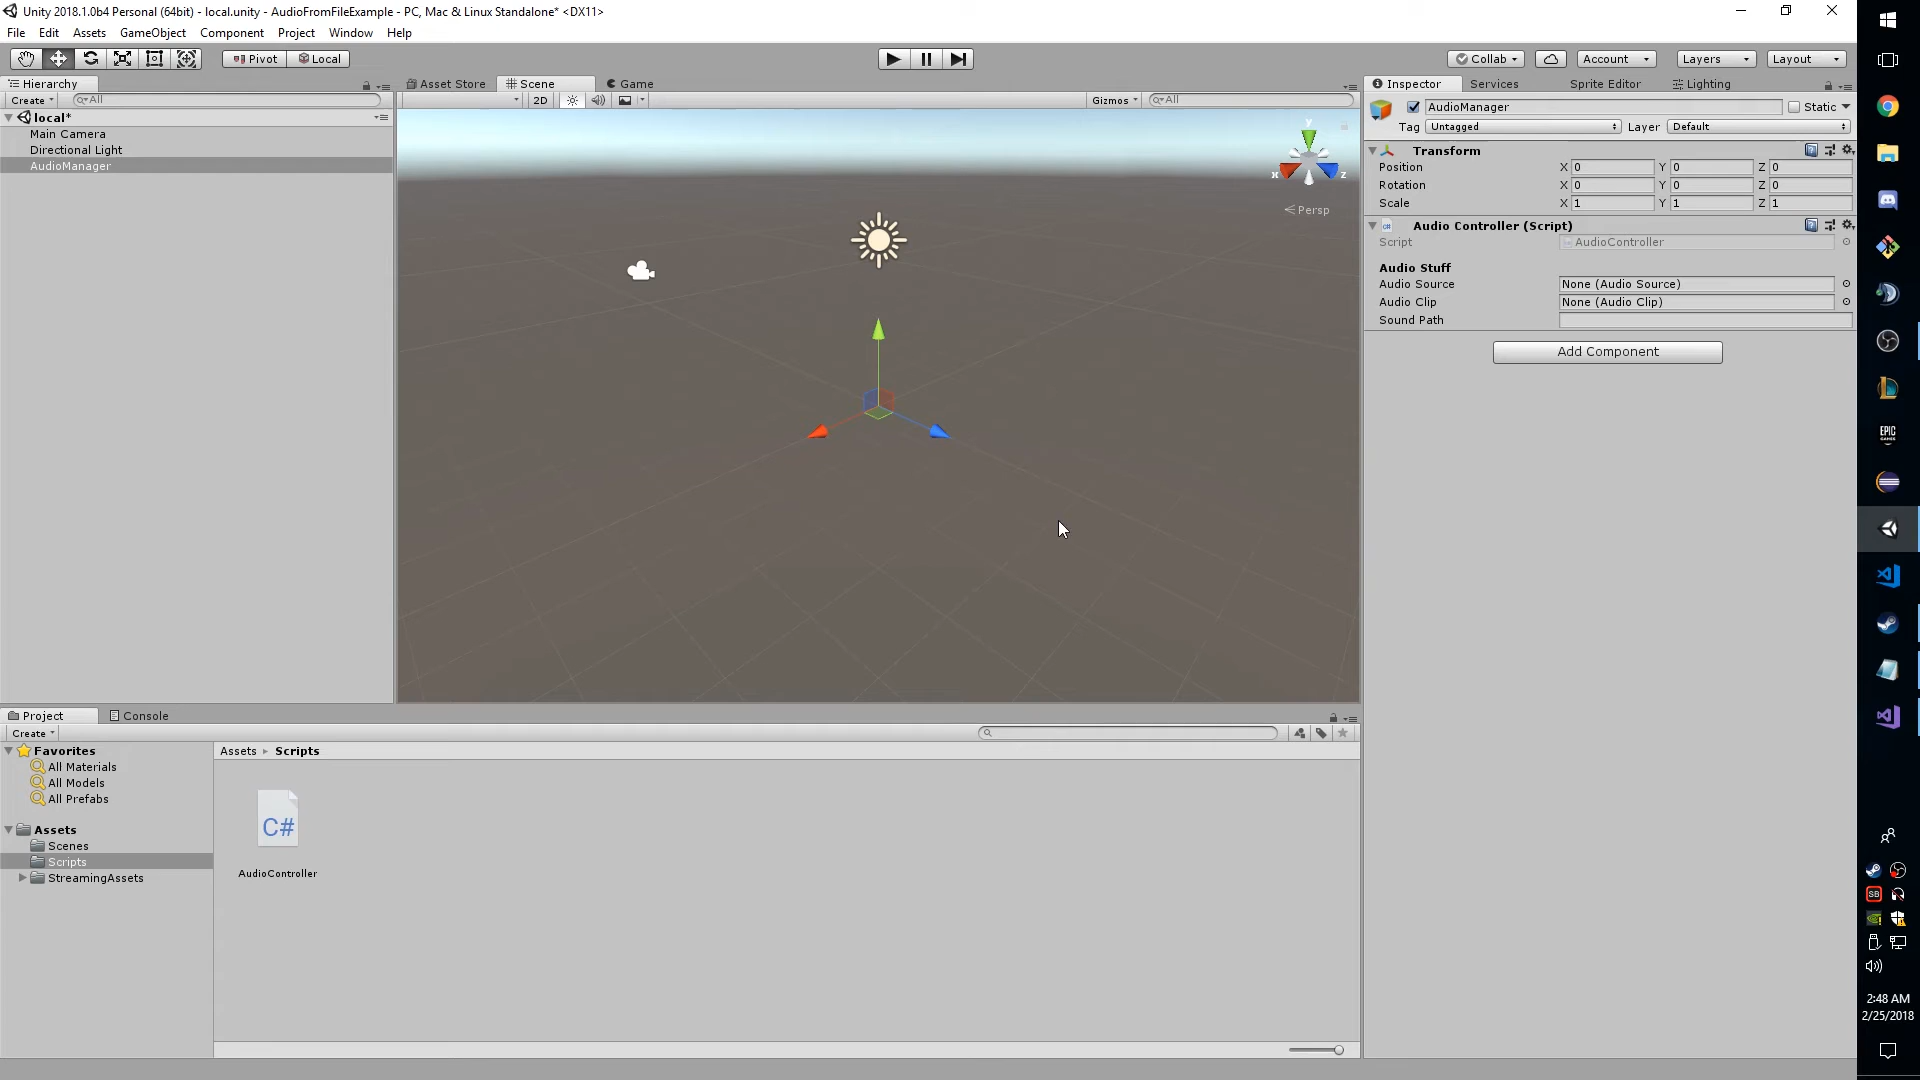 Unity 2018.1.0b4 Personal (64bit) - local.unity - AudioFromFileExample - PC, Mac & Linux Standalone* <DX11>
File Edit Assets GameObject Component Project Window Help
Pivot Local Collab Account Layers Layout
Hierarchy
Create All
local*
Main Camera
Directional Light
AudioManager
Asset Store Scene Game
2D Gizmos All
y
x z
Persp
Inspector Services Sprite Editor Lighting
AudioManager Static
Tag Untagged Layer Default
Transform
Position X 0 Y 0 Z 0
Rotation X 0 Y 0 Z 0
Scale X 1 Y 1 Z 1
Audio Controller (Script)
Script AudioController
Audio Stuff
Audio Source None (Audio Source)
Audio Clip None (Audio Clip)
Sound Path
Add Component
Project Console
Create
Favorites
All Materials
All Models
All Prefabs
Assets
Scenes
Scripts
StreamingAssets
Assets Scripts
C#
AudioController
EPIC
GAMES
SB
2:48 AM
2/25/2018